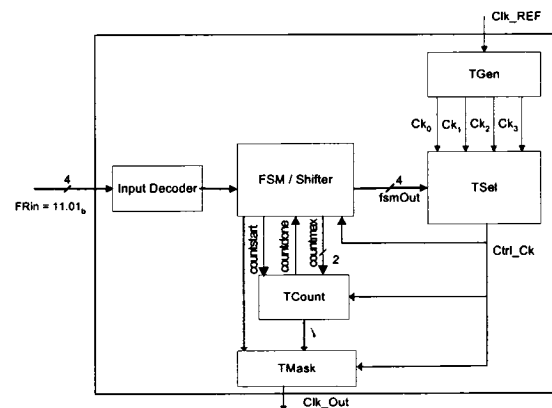 Clk_REF
TGen
Ck0 Ck1 Ck2 Ck3
4
Input Decoder
FSM / Shifter
4
fsmOut
TSel
FRin = 11.01b
countstart
countdone
countmax
2
Ctrl_Ck
TCount
TMask
Clk_Out